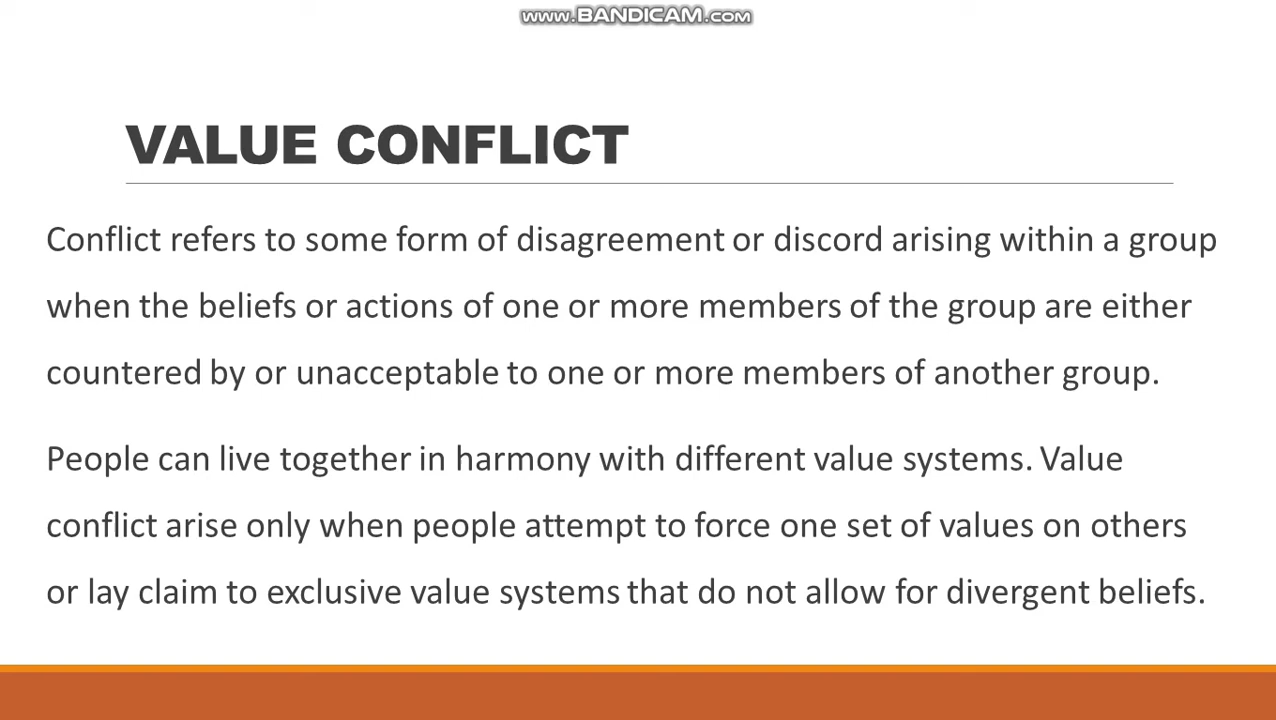 www.BANDICAM.com
VALUE CONFLICT
Conflict refers to some form of disagreement or discord arising within a group
when the beliefs or actions of one or more members of the group are either
countered by or unacceptable to one or more members of another group.
People can live together in harmony with different value systems. Value
conflict arise only when people attempt to force one set of values on others
or lay claim to exclusive value systems that do not allow for divergent beliefs.